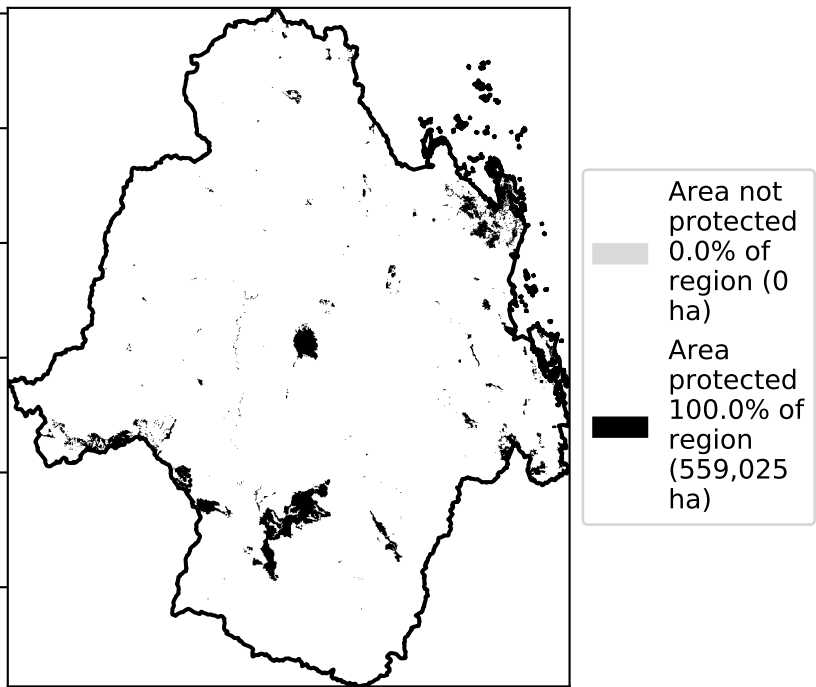 Area not
protected
0.0% of
region (0
ha)
Area
protected
100.0% of
region
(559,025
ha)